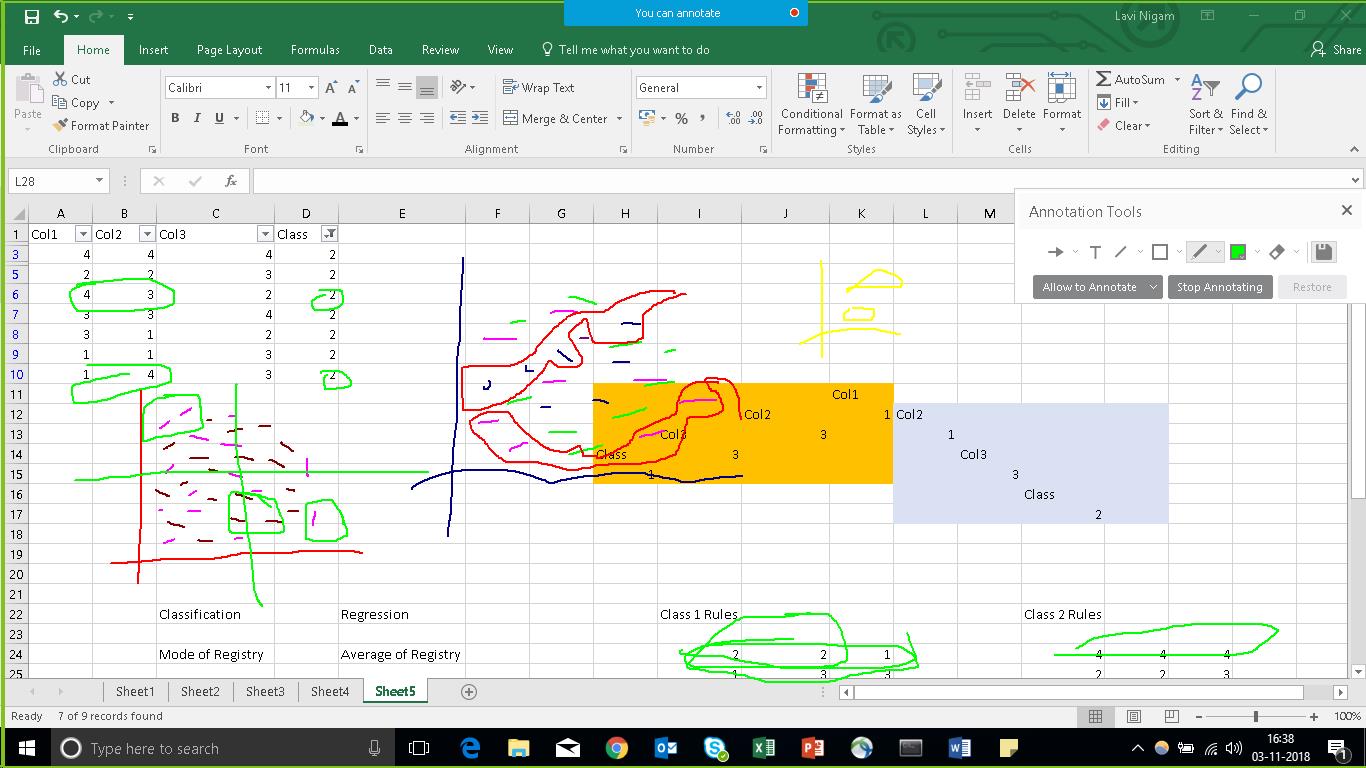 You can annotate
Lavi Nigam
File Home Insert Page Layout Formulas Data Review View Tell me what you want to do Share
Cut
Copy
Format Painter
Paste
Calibri 11
B I U
A
Wrap Text
Merge & Center
General
%
Conditional Formatting
Format as Table
Cell Styles
Insert Delete Format
AutoSum
Fill
Clear
Sort & Filter
Find & Select
Clipboard Font Alignment Number Styles Cells Editing
L28 fx
Annotation Tools
T
Allow to Annotate Stop Annotating Restore
A B C D E F G H I J K L M
1 Col1 Col2 Col3 Class
3 4 4 4 2
5 2 2 3 2
6 4 3 2 2
7 3 3 4 2
8 3 1 2 2
9 1 1 3 2
10 1 4 3 2
11 Col1
12 Col2 1 Col2
13 Col3 3 1
14 Class 3 Col3
15 1 3
16 Class
17 2
18
19
20
21
22 Classification Regression Class 1 Rules Class 2 Rules
23
24 Mode of Registry Average of Registry 2 2 1 4 4 4
25 1 3 3 2 2 3
Sheet1 Sheet2 Sheet3 Sheet4 Sheet5
Ready 7 of 9 records found 100%
Type here to search
16:38
03-11-2018
1